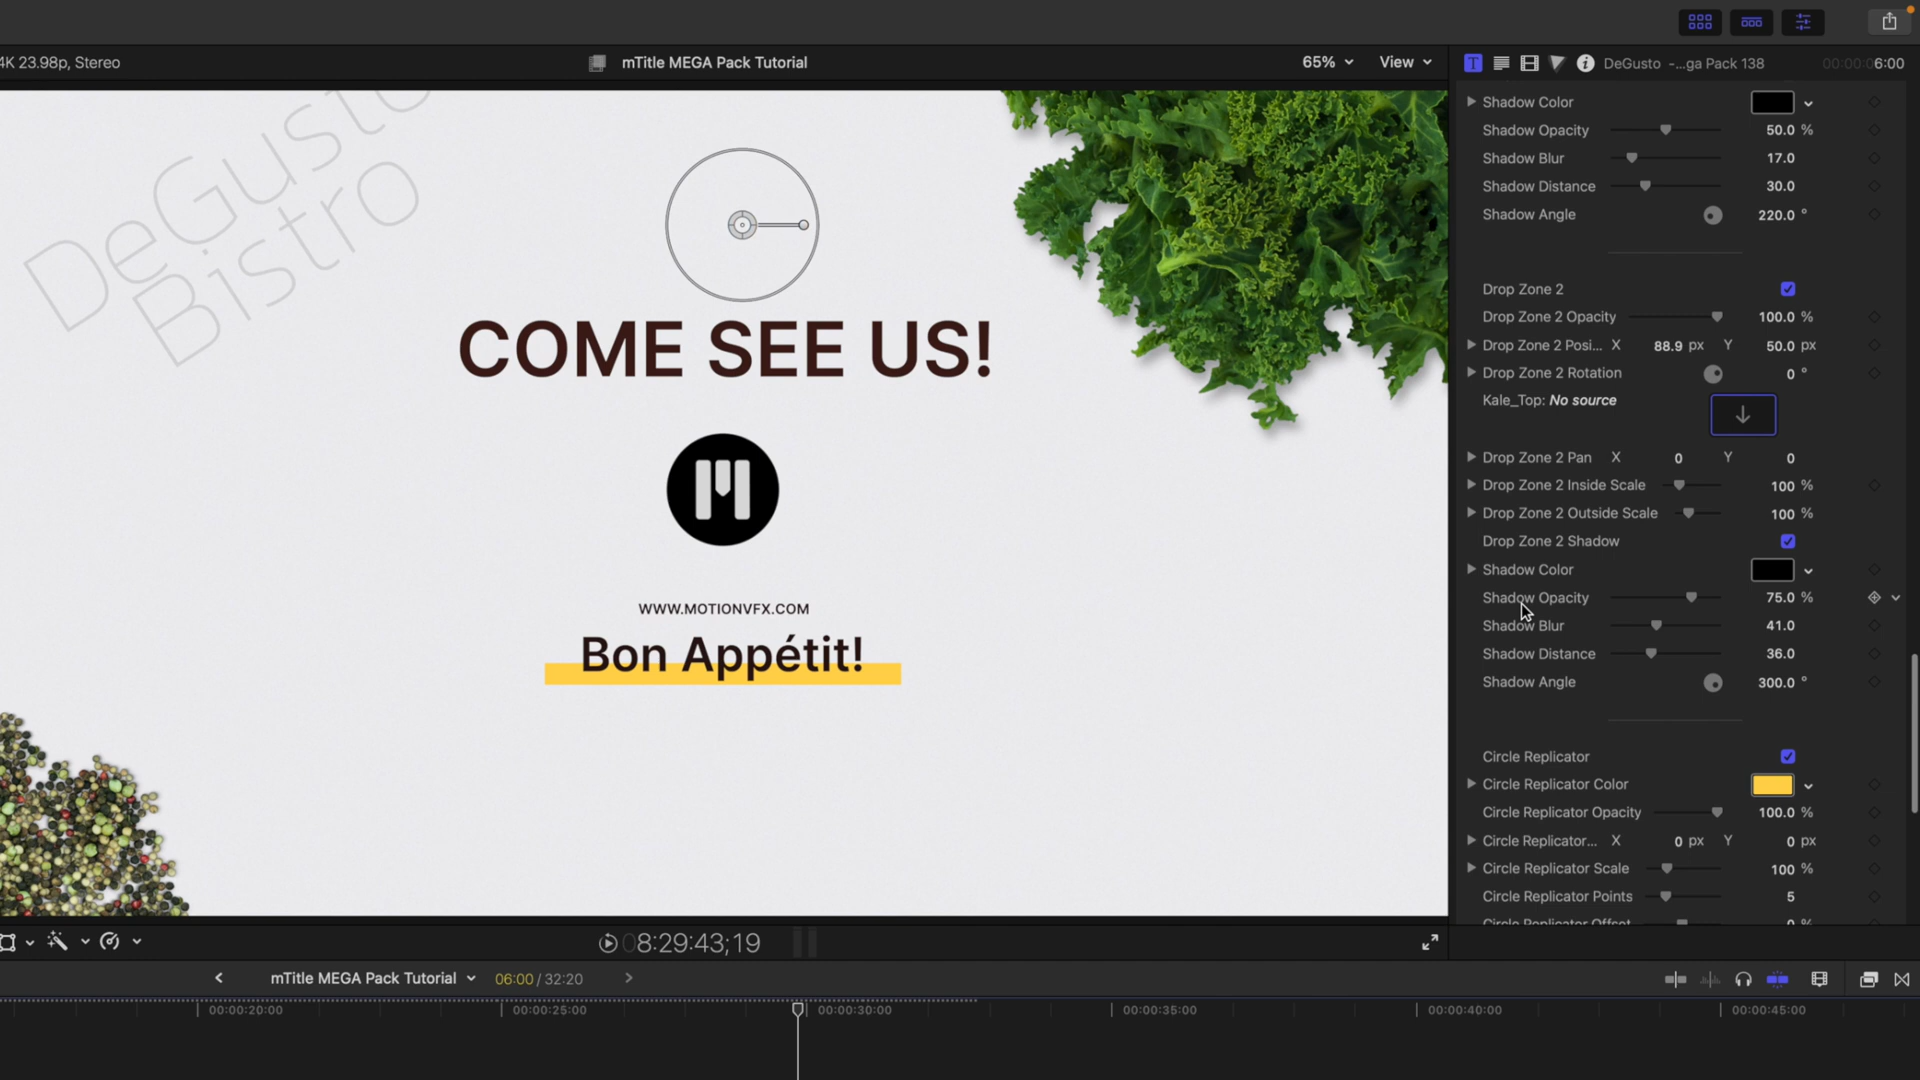 4K 23.98p, Stereo
mTitle MEGA Pack Tutorial
65%
View
DeGusto -...ga Pack 138
00:00:06:00
DeGusto
Bistro
COME SEE US!
WWW.MOTIONVFX.COM
Bon Appétit!
Shadow Color
Shadow Opacity 50.0 %
Shadow Blur 17.0
Shadow Distance 30.0
Shadow Angle 220.0 °
Drop Zone 2
Drop Zone 2 Opacity 100.0 %
Drop Zone 2 Posi... X 88.9 px Y 50.0 px
Drop Zone 2 Rotation 0 °
Kale_Top: No source
Drop Zone 2 Pan X 0 Y 0
Drop Zone 2 Inside Scale 100 %
Drop Zone 2 Outside Scale 100 %
Drop Zone 2 Shadow
Shadow Color
Shadow Opacity 75.0 %
Shadow Blur 41.0
Shadow Distance 36.0
Shadow Angle 300.0 °
Circle Replicator
Circle Replicator Color
Circle Replicator Opacity 100.0 %
Circle Replicator... X 0 px Y 0 px
Circle Replicator Scale 100 %
Circle Replicator Points 5
Circle Replicator Offset 0 %
08:29:43;19
mTitle MEGA Pack Tutorial
06:00 / 32:20
00:00:20:00
00:00:25:00
00:00:30:00
00:00:35:00
00:00:40:00
00:00:45:00